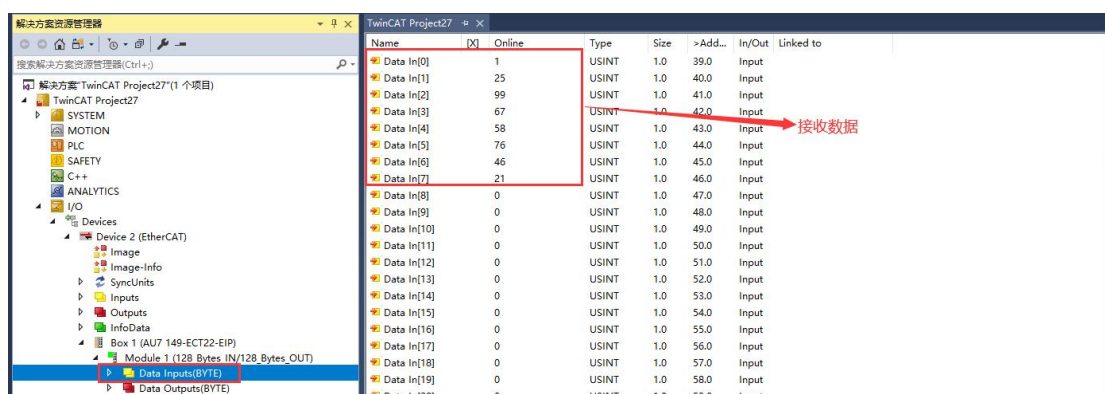 解决方案资源管理器
搜索解决方案资源管理器(Ctrl+;)
解决方案"TwinCAT Project27"(1 个项目)
TwinCAT Project27
SYSTEM
MOTION
PLC
SAFETY
C++
ANALYTICS
I/O
Devices
Device 2 (EtherCAT)
Image
Image-Info
SyncUnits
Inputs
Outputs
InfoData
Box 1 (AU7 149-ECT22-EIP)
Module 1 (128_Bytes_IN/128_Bytes_OUT)
Data Inputs(BYTE)
Data Outputs(BYTE)
TwinCAT Project27
Name [X] Online Type Size >Add... In/Out Linked to
Data In[0] 1 USINT 1.0 39.0 Input
Data In[1] 25 USINT 1.0 40.0 Input
Data In[2] 99 USINT 1.0 41.0 Input
Data In[3] 67 USINT 1.0 42.0 Input
Data In[4] 58 USINT 1.0 43.0 Input
接收数据
Data In[5] 76 USINT 1.0 44.0 Input
Data In[6] 46 USINT 1.0 45.0 Input
Data In[7] 21 USINT 1.0 46.0 Input
Data In[8] 0 USINT 1.0 47.0 Input
Data In[9] 0 USINT 1.0 48.0 Input
Data In[10] 0 USINT 1.0 49.0 Input
Data In[11] 0 USINT 1.0 50.0 Input
Data In[12] 0 USINT 1.0 51.0 Input
Data In[13] 0 USINT 1.0 52.0 Input
Data In[14] 0 USINT 1.0 53.0 Input
Data In[15] 0 USINT 1.0 54.0 Input
Data In[16] 0 USINT 1.0 55.0 Input
Data In[17] 0 USINT 1.0 56.0 Input
Data In[18] 0 USINT 1.0 57.0 Input
Data In[19] 0 USINT 1.0 58.0 Input